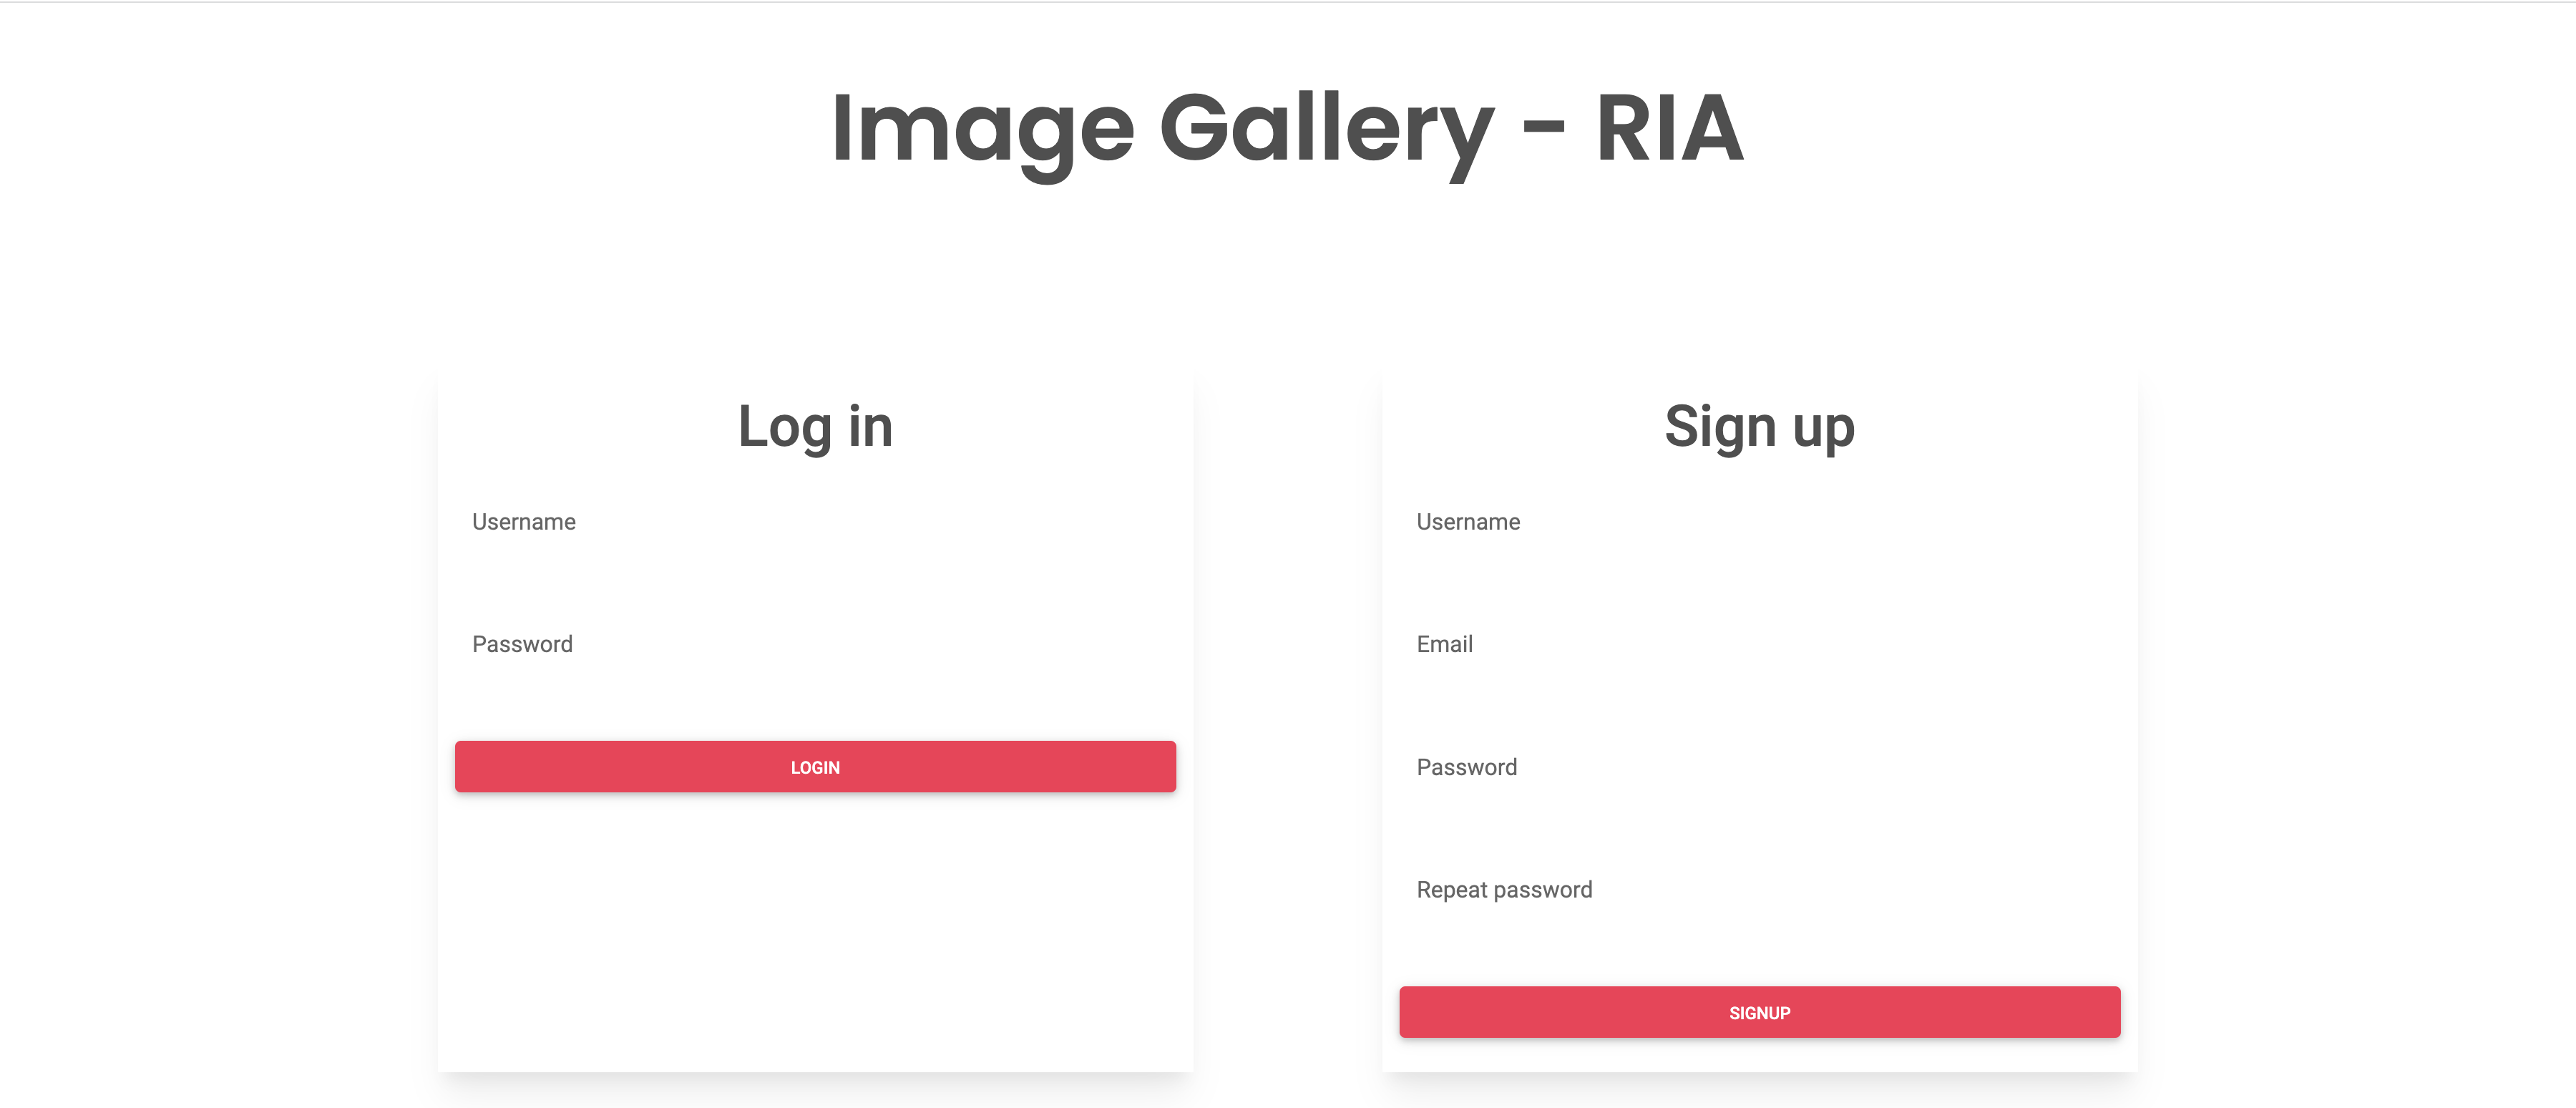 Image Gallery - RIA
Log in
Username
Password
LOGIN
Sign up
Username
Email
Password
Repeat password
SIGNUP